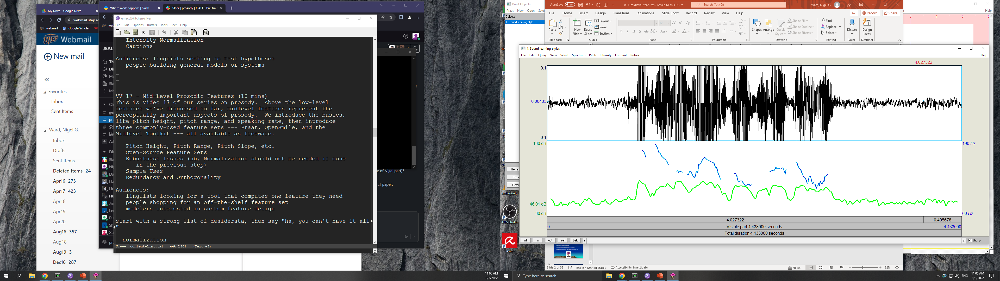 My Drive - Google Drive
webmail.utep.ec
webmail
Google Scholar
UTEP Webmail
New mail
Favorites
Inbox
Sent Items
Ward, Nigel G.
Inbox
Drafts
Sent Items
Deleted Items 24
Apr16 273
Apr17 423
Apr18
Apr19
Apr20
Aug16 357
Aug18
Aug19 3
Dec16 287
Where work happens | Slack
Slack | prosody | JSALT - Pre-train
JSALT
e of Nigel part)?
LT paper.
emacs@kitchen-silver
File Edit Options Buffers Tools Text Help
Intensity Normalization
Cautions
Audiences: linguists seeking to test hypotheses
people building general models or systems
VV 17 - Mid-Level Prosodic Features (10 mins)
This is Video 17 of our series on prosody. Above the low-level
features we've discussed so far, midlevel features represent the
perceptually important aspects of prosody. We introduce the basics,
like pitch height, pitch range, and speaking rate, then introduce
three commonly-used feature sets --- Praat, OpenSmile, and the
Midlevel Toolkit --- all available as freeware.
Pitch Height, Pitch Range, Pitch Slope, etc.
Open-Source Feature Sets
Robustness Issues (nb, Normalization should not be needed if done
in the previous step)
Sample Uses
Redundancy and Orthogonality
Audiences:
linguists looking for a tool that computes one feature they need
people shopping for an off-the-shelf feature set
modelers interested in custom feature design
start with a strong list of desiderata, then say "ha, you can't have it all
"
- normalization
U:--- content-list.txt 44% L301 (Text +3)
11:05 AM
8/3/2022
Praat Objects
Praat New Open Save
Objects:
1. Sound learning-styles
Renam
Inspe
Remo
audio_only
OBS Studio
Avira
AutoSave Off
n17-midlevel-features • Saved to this PC
Search (Alt+Q)
Ward, Nigel G.
File Home Insert Design Transitions Animations Slide Show Record Review View Help
Record
Share
Paste
New Slide
Reuse Slides
Layout
Reset
Section
12
Shapes
Arrange
Quick Styles
Shape Fill
Shape Outline
Shape Effects
Find
Replace
Select
Dictate
Design Ideas
Clipboard Slides Font Paragraph Drawing Editing Voice Designer
Help
3 4 5 6
1. Sound learning-styles
File Edit Query View Select Spectrum Pitch Intensity Formant Pulses
Help
4.027322
0.1
0.00433
-0.1
130 dB
190 Hz
46.01 dB
30 dB
60 Hz
4.027322
0.405678
0
Visible part 4.433000 seconds
4.433000
Total duration 4.433000 seconds
all in out sel bak
Group
Slide 2 of 32
English (United States)
Accessibility: Investigate
Notes
82%
Type here to search
ENG
11:05 AM
8/3/2022